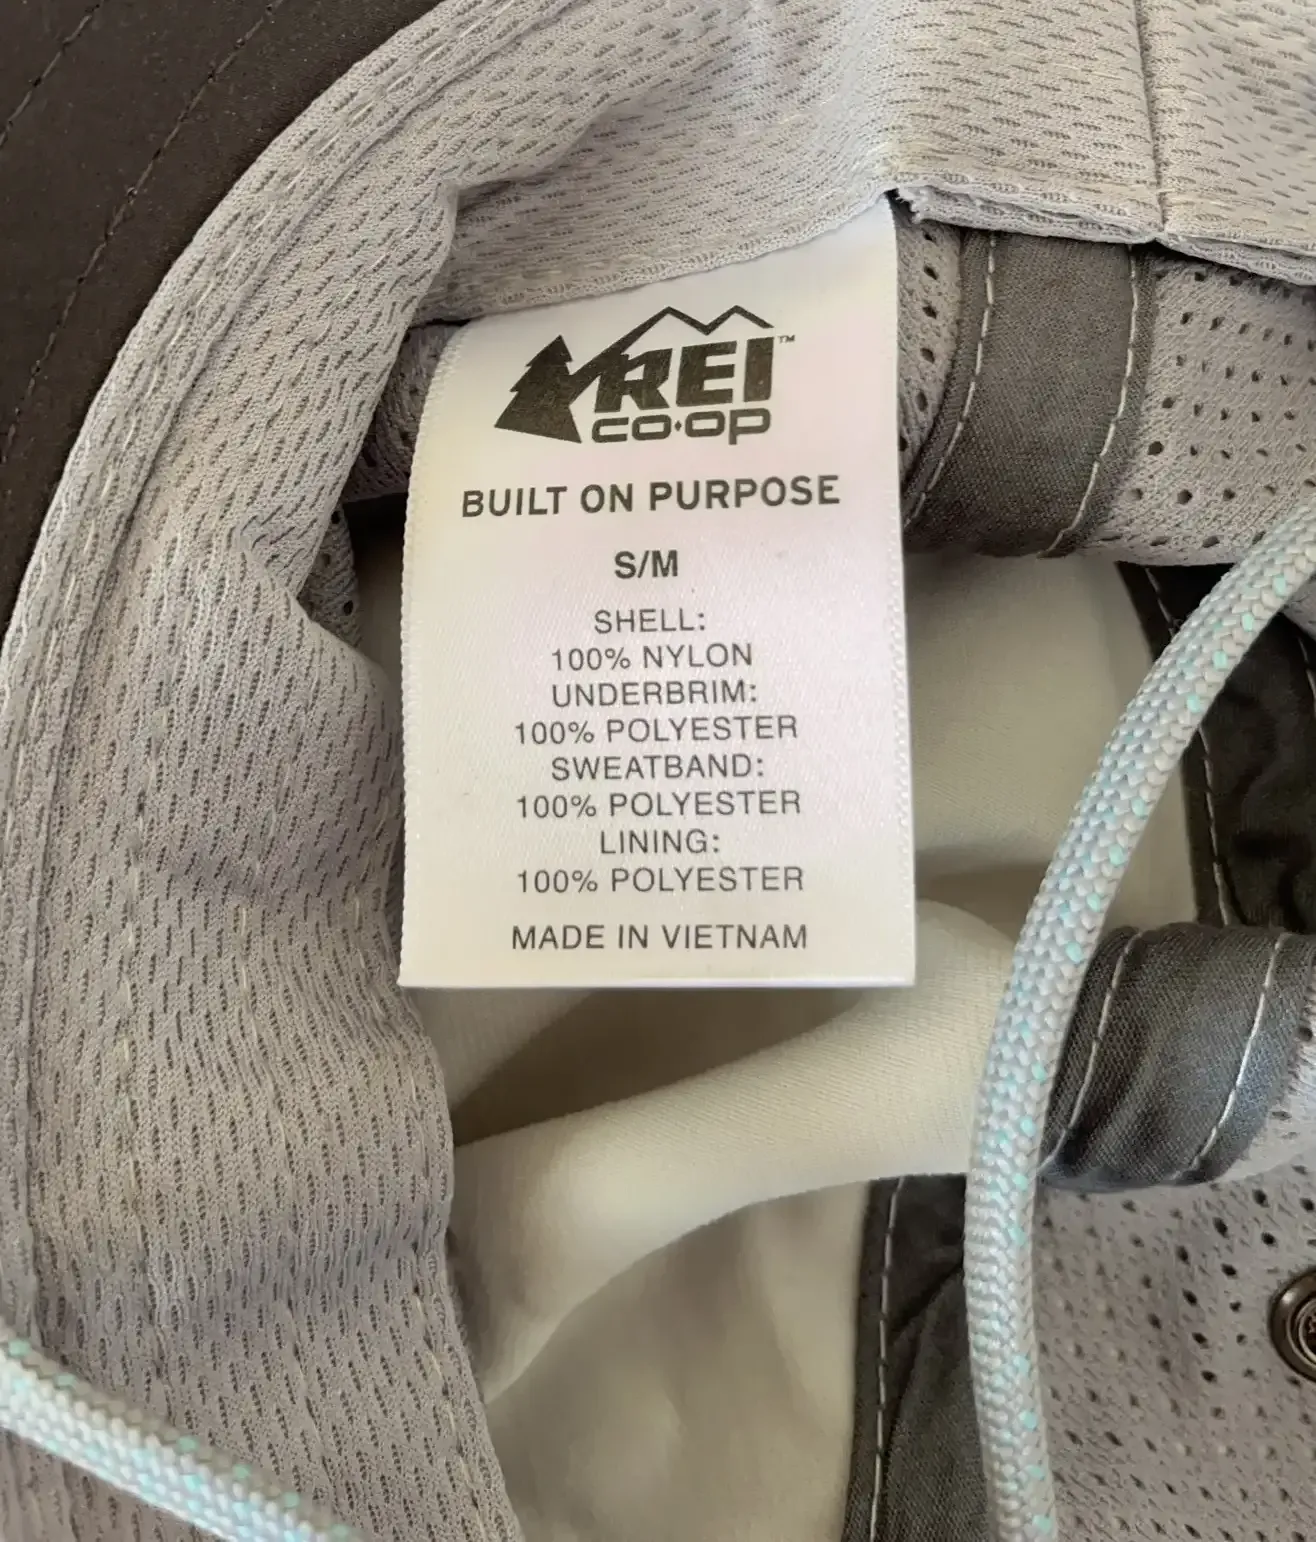 REI™
CO·OP
BUILT ON PURPOSE
S/M
SHELL:
100% NYLON
UNDERBRIM:
100% POLYESTER
SWEATBAND:
100% POLYESTER
LINING:
100% POLYESTER
MADE IN VIETNAM